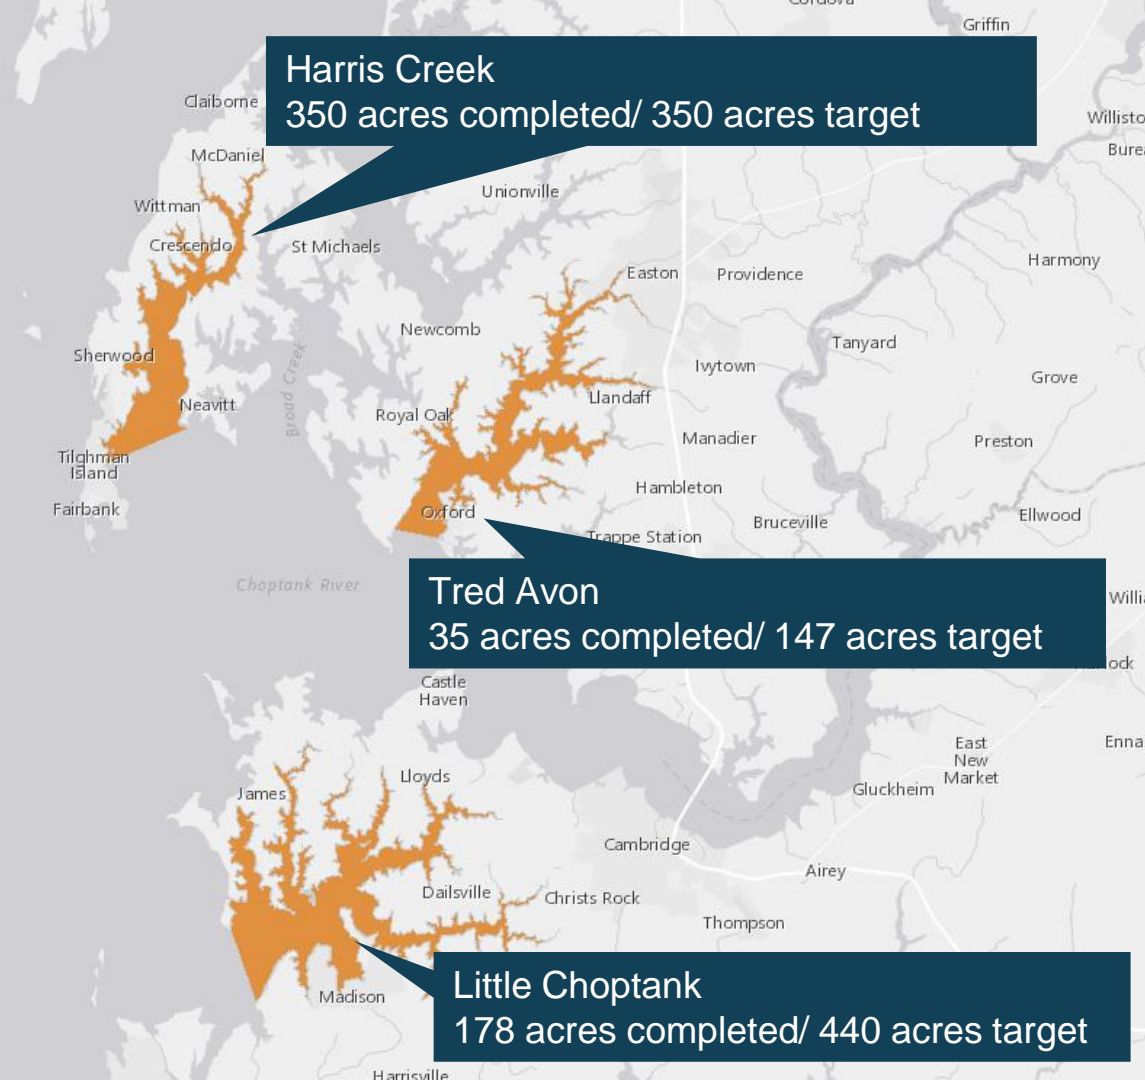 Cordova
Griffin
Harris Creek
350 acres completed/ 350 acres target
Claiborne
McDaniel
Unionville
Wittman
Crescendo
St Michaels
Easton
Providence
Harmony
Newcomb
Broad Creek
Tanyard
Sherwood
Ivytown
Grove
Neavitt
Llandaff
Royal Oak
Manadier
Preston
Tilghman
Island
Hambleton
Fairbank
Oxford
Bruceville
Ellwood
Trappe Station
Choptank River
Tred Avon
35 acres completed/ 147 acres target
Castle
Haven
East
New
Market
Lloyds
James
Gluckheim
Cambridge
Airey
Dailsville
Christs Rock
Thompson
Little Choptank
178 acres completed/ 440 acres target
Madison
Harrisville